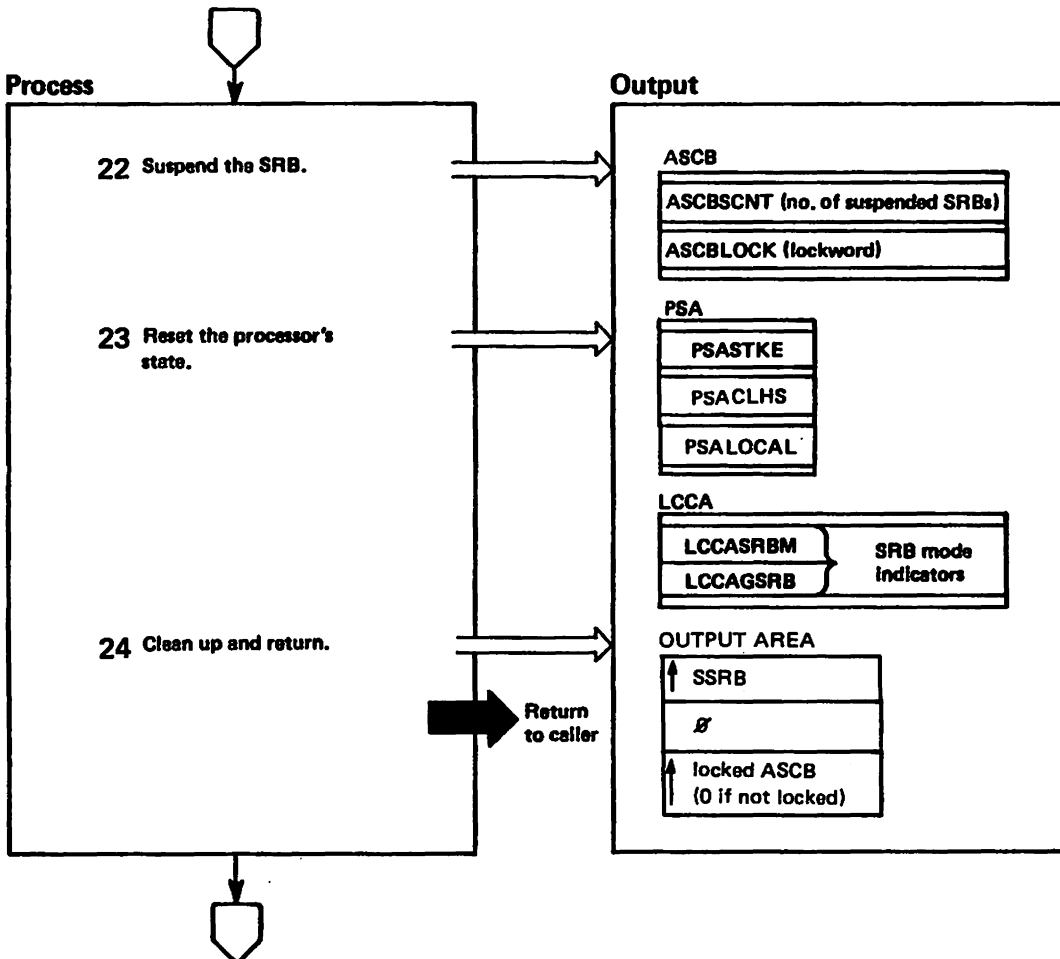 Process
22 Suspend the SRB.
23 Reset the processor's
state.
24 Clean up and return.
Return
to caller
Output
ASCB
ASCBSCNT (no. of suspended SRBs)
ASCBLOCK (lockword)
PSA
PSASTKE
PSACLHS
PSALOCAL
LCCA
LCCASRBM
LCCAGSRB
SRB mode
indicators
OUTPUT AREA
SSRB
Ø
locked ASCB
(0 if not locked)